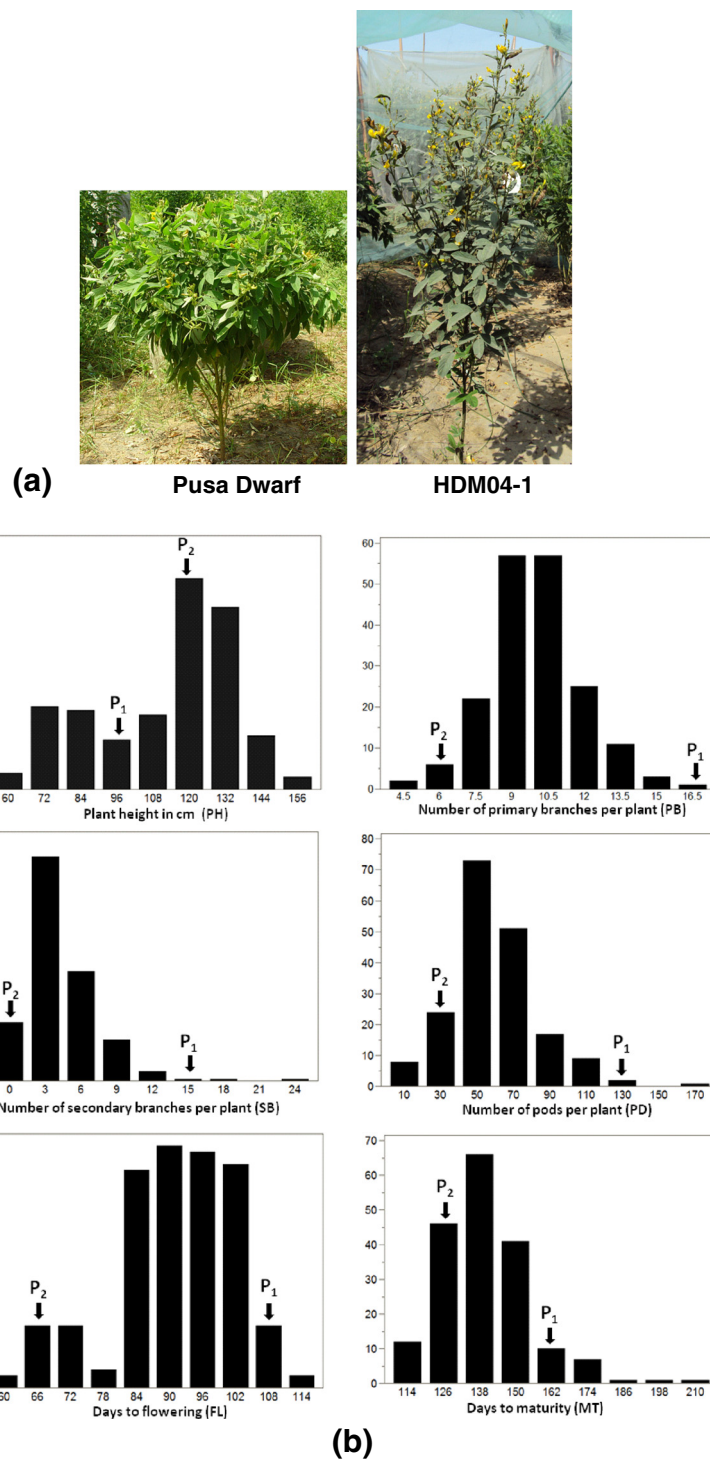 (a)
Pusa Dwarf
HDM04-1
P2
P1
60 72 84 96 108 120 132 144 156
Plant height in cm (PH)
60
50
40
30
20
10
0
P2
P1
4.5 6 7.5 9 10.5 12 13.5 15 16.5
Number of primary branches per plant (PB)
P2
P1
0 3 6 9 12 15 18 21 24
Number of secondary branches per plant (SB)
80
70
60
50
40
30
20
10
0
P2
P1
10 30 50 70 90 110 130 150 170
Number of pods per plant (PD)
P2
P1
60 66 72 78 84 90 96 102 108 114
Days to flowering (FL)
70
60
50
40
30
20
10
0
P2
P1
114 126 138 150 162 174 186 198 210
Days to maturity (MT)
(b)